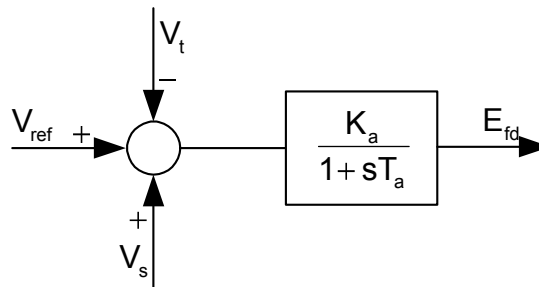 V_t
−
V_ref +
K_a
1 + sT_a
E_fd
+
V_s